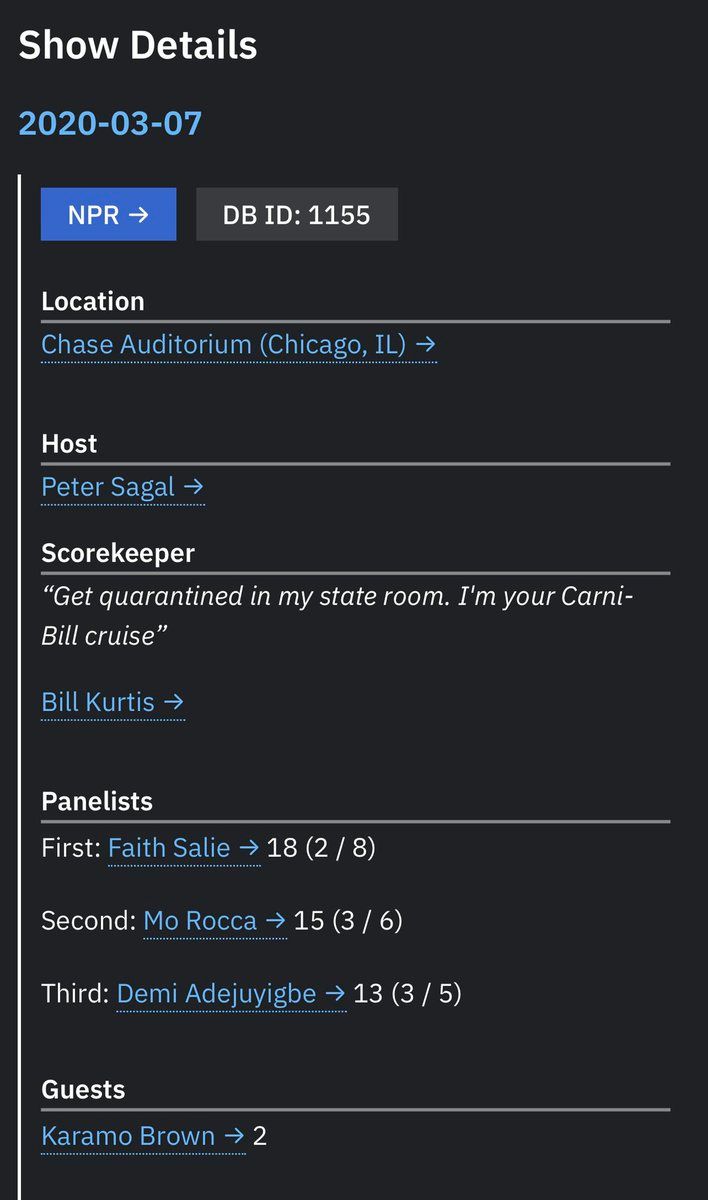 Show Details
2020-03-07
NPR → DB ID: 1155
Location
Chase Auditorium (Chicago, IL) →
Host
Peter Sagal →
Scorekeeper
“Get quarantined in my state room. I'm your Carni-
Bill cruise”
Bill Kurtis →
Panelists
First: Faith Salie → 18 (2 / 8)
Second: Mo Rocca → 15 (3 / 6)
Third: Demi Adejuyigbe → 13 (3 / 5)
Guests
Karamo Brown → 2